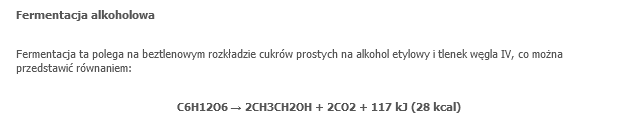 Fermentacja alkoholowa
Fermentacja ta polega na beztlenowym rozkładzie cukrów prostych na alkohol etylowy i tlenek węgla IV, co można
przedstawić równaniem:
C6H12O6 → 2CH3CH2OH + 2CO2 + 117 kJ (28 kcal)